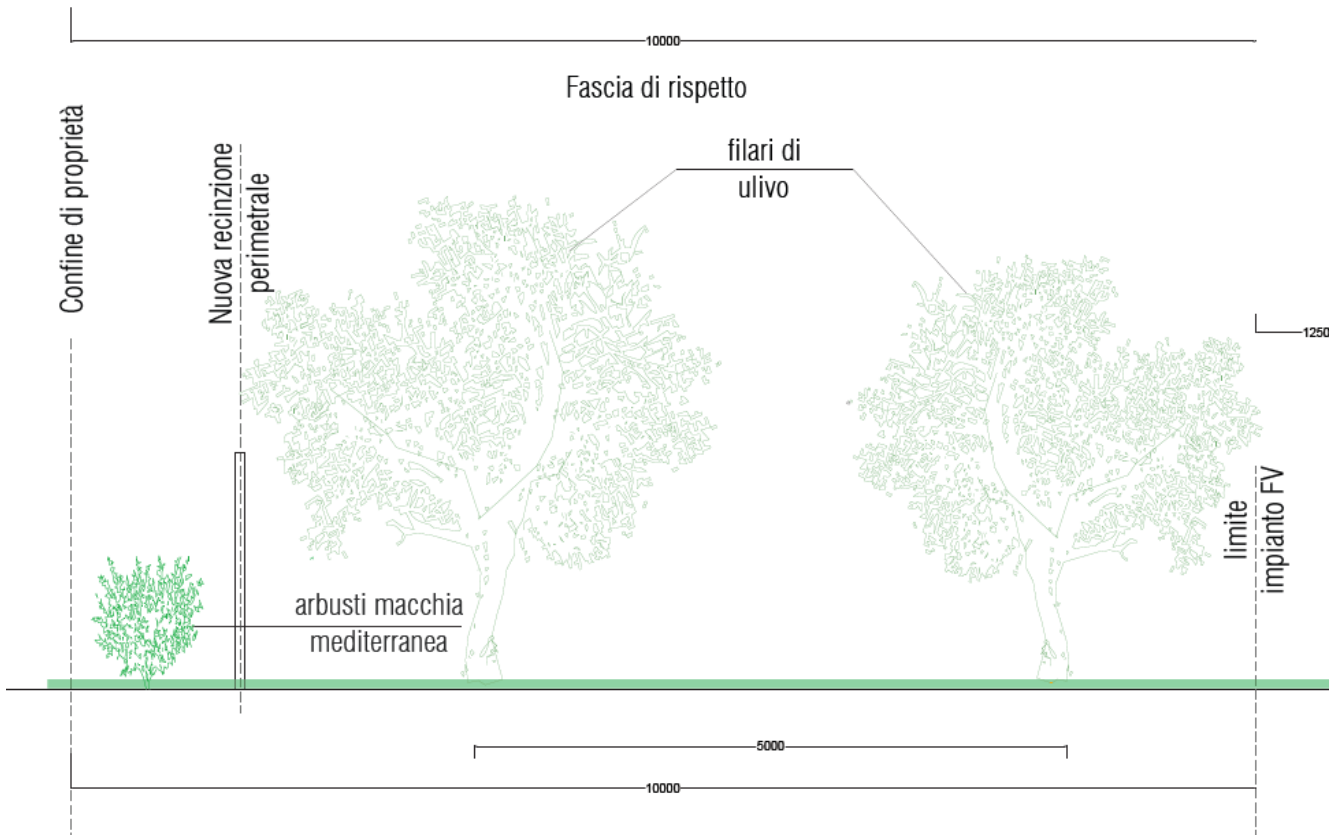 10000
Fascia di rispetto
Confine di proprietà
Nuova recinzione
perimetrale
filari di
ulivo
1250
limite
impianto FV
arbusti macchia
mediterranea
5000
10000